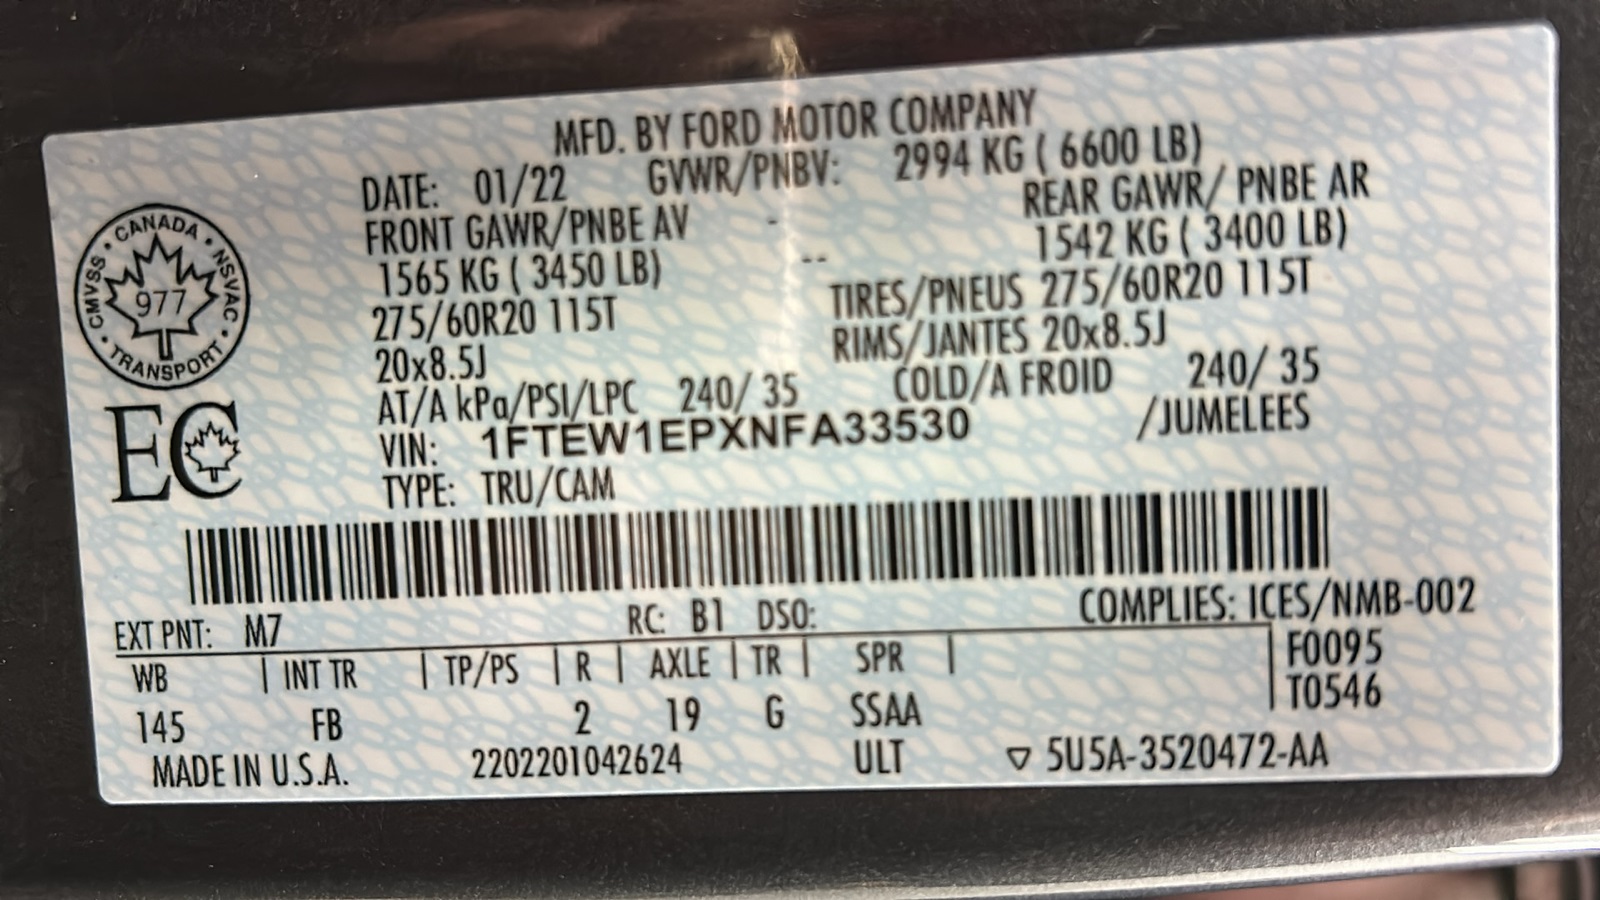 MFD. BY FORD MOTOR COMPANY
DATE: 01/22 GVWR/PNBV: 2994 KG ( 6600 LB)
FRONT GAWR/PNBE AV - REAR GAWR/ PNBE AR
1565 KG ( 3450 LB) -- 1542 KG ( 3400 LB)
275/60R20 115T TIRES/PNEUS 275/60R20 115T
20x8.5J RIMS/JANTES 20x8.5J
AT/A kPa/PSI/LPC 240/ 35 COLD/A FROID 240/ 35
VIN: 1FTEW1EPXNFA33530 /JUMELEES
TYPE: TRU/CAM
CANADA • NSVAC • TRANSPORT • CMVSS •
977
EC
EXT PNT: M7 RC: B1 DSO: COMPLIES: ICES/NMB-002
WB | INT TR | TP/PS | R | AXLE | TR | SPR | F0095
T0546
145 FB 2 19 G SSAA
MADE IN U.S.A. 2202201042624 ULT ▽ 5U5A-3520472-AA